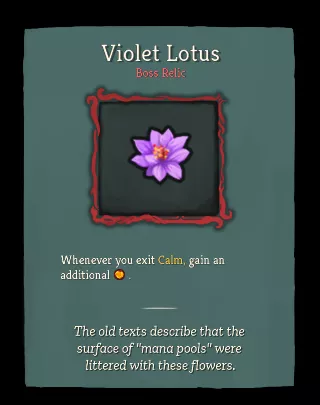 Violet Lotus
Boss Relic
Whenever you exit Calm, gain an
additional .
The old texts describe that the
surface of "mana pools" were
littered with these flowers.